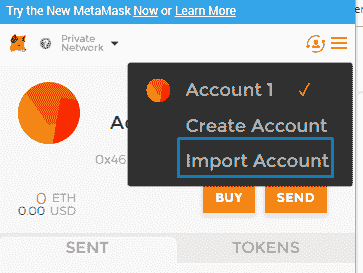 Try the New MetaMask Now or Learn More
Private
Network
Account 1
Create Account
Import Account
0x46
0 ETH
0.00 USD
BUY
SEND
SENT
TOKENS